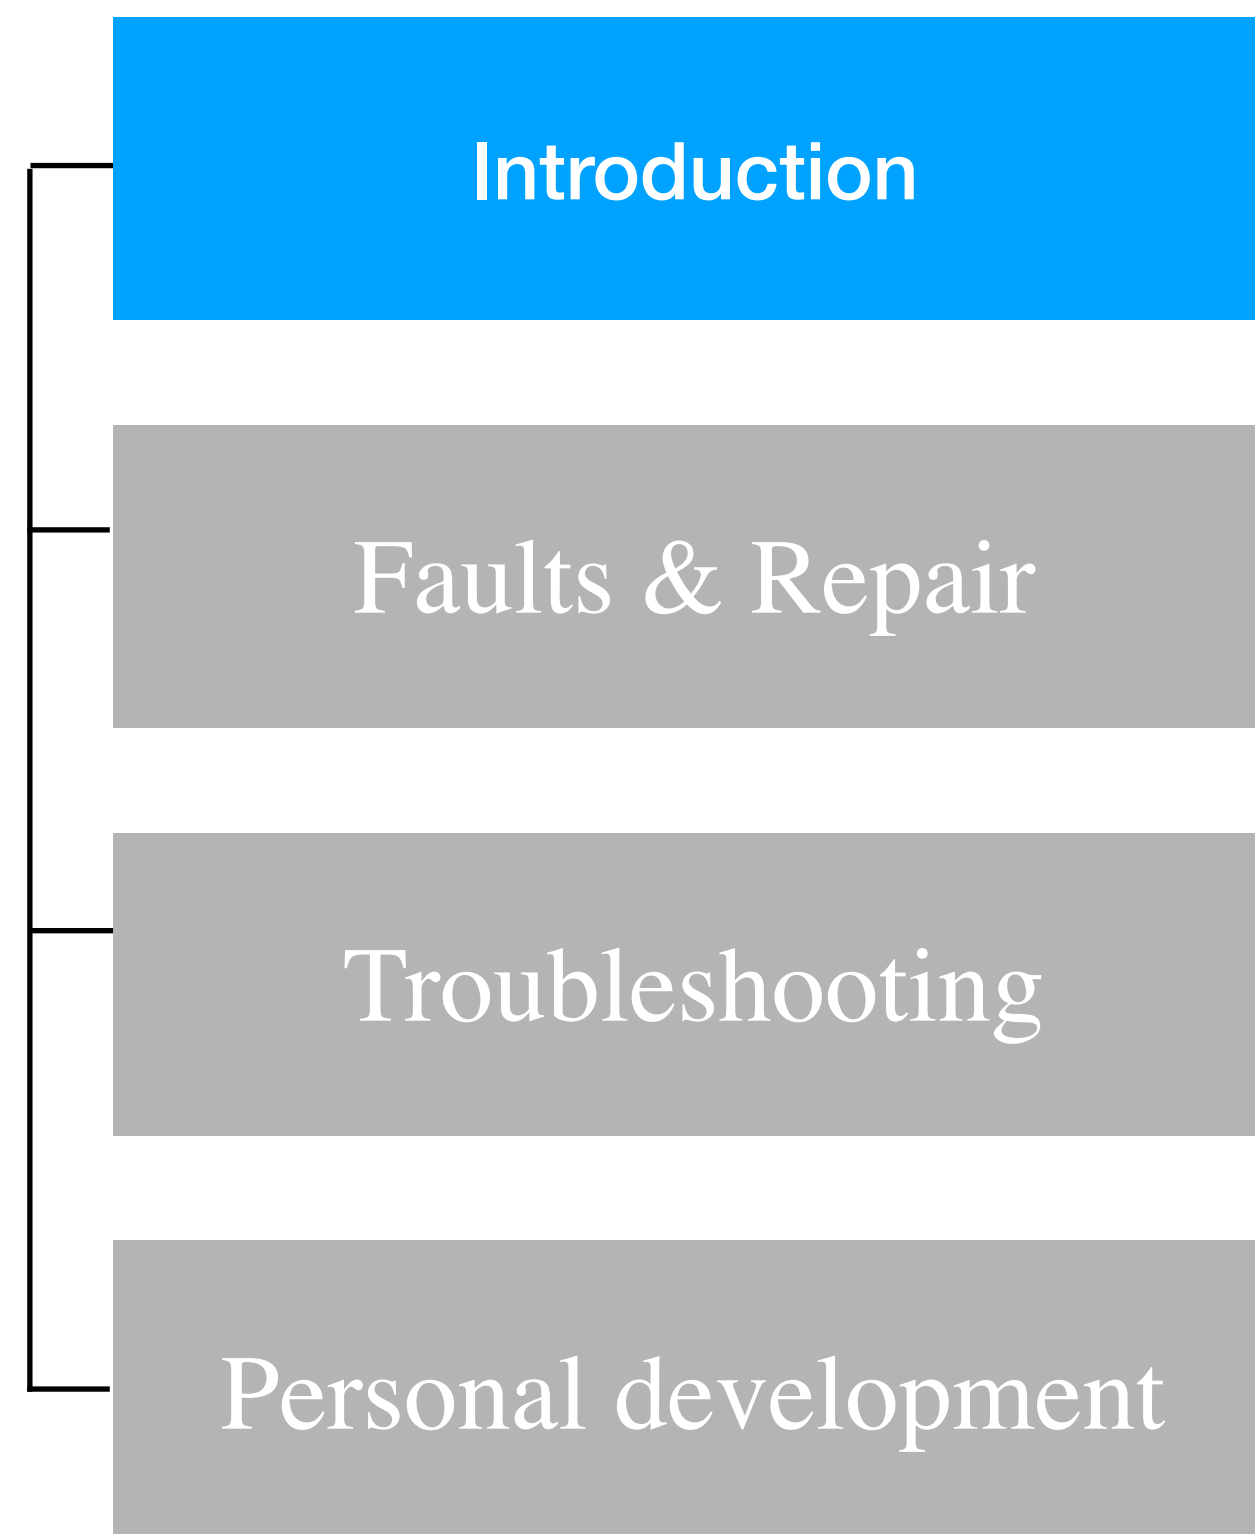 Introduction
Faults & Repair
Troubleshooting
Personal development